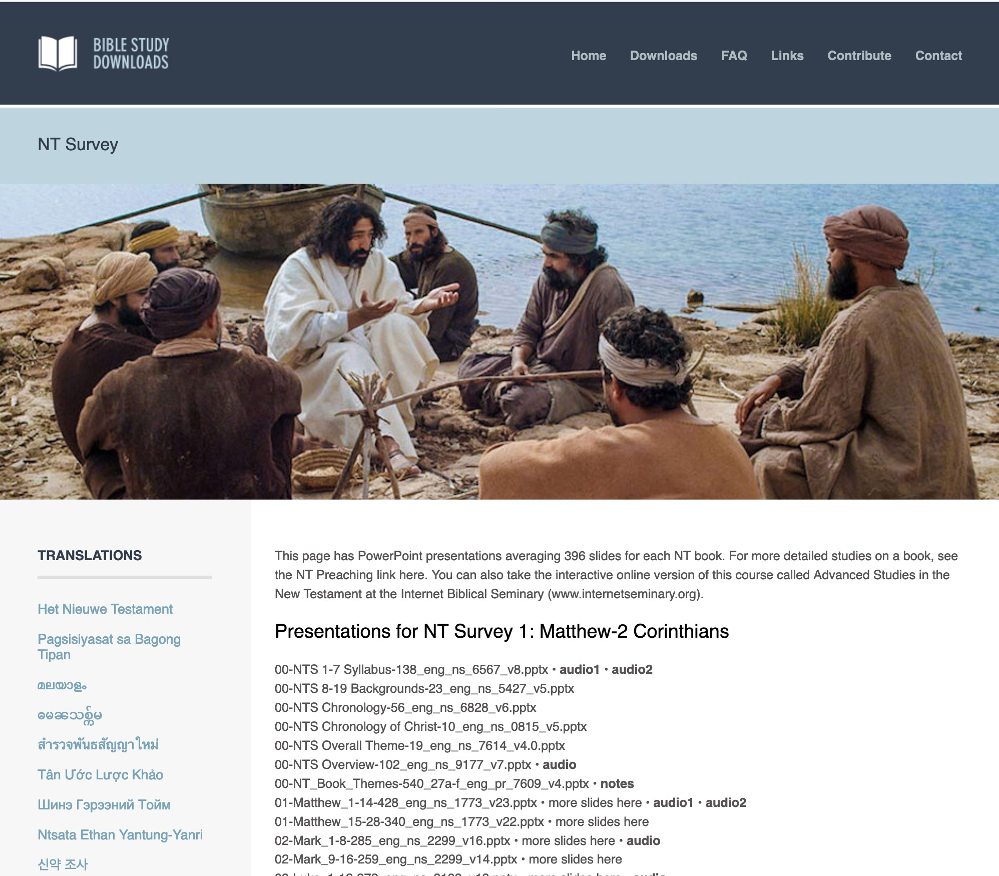 BIBLE STUDY
DOWNLOADS
Home Downloads FAQ Links Contribute Contact
NT Survey
TRANSLATIONS
Het Nieuwe Testament
Pagsisiyasat sa Bagong
Tipan
മലയാളം
สำรวจพันธสัญญาใหม่
Tân Ước Lược Khảo
Шинэ Гэрээний Тойм
Ntsata Ethan Yantung-Yanri
신약 조사
This page has PowerPoint presentations averaging 396 slides for each NT book. For more detailed studies on a book, see
the NT Preaching link here. You can also take the interactive online version of this course called Advanced Studies in the
New Testament at the Internet Biblical Seminary (www.internetseminary.org).
Presentations for NT Survey 1: Matthew-2 Corinthians
00-NTS 1-7 Syllabus-138_eng_ns_6567_v8.pptx • audio1 • audio2
00-NTS 8-19 Backgrounds-23_eng_ns_5427_v5.pptx
00-NTS Chronology-56_eng_ns_6828_v6.pptx
00-NTS Chronology of Christ-10_eng_ns_0815_v5.pptx
00-NTS Overall Theme-19_eng_ns_7614_v4.0.pptx
00-NTS Overview-102_eng_ns_9177_v7.pptx • audio
00-NT_Book_Themes-540_27a-f_eng_pr_7609_v4.pptx • notes
01-Matthew_1-14-428_eng_ns_1773_v23.pptx • more slides here • audio1 • audio2
01-Matthew_15-28-340_eng_ns_1773_v22.pptx • more slides here
02-Mark_1-8-285_eng_ns_2299_v16.pptx • more slides here • audio
02-Mark_9-16-259_eng_ns_2299_v14.pptx • more slides here